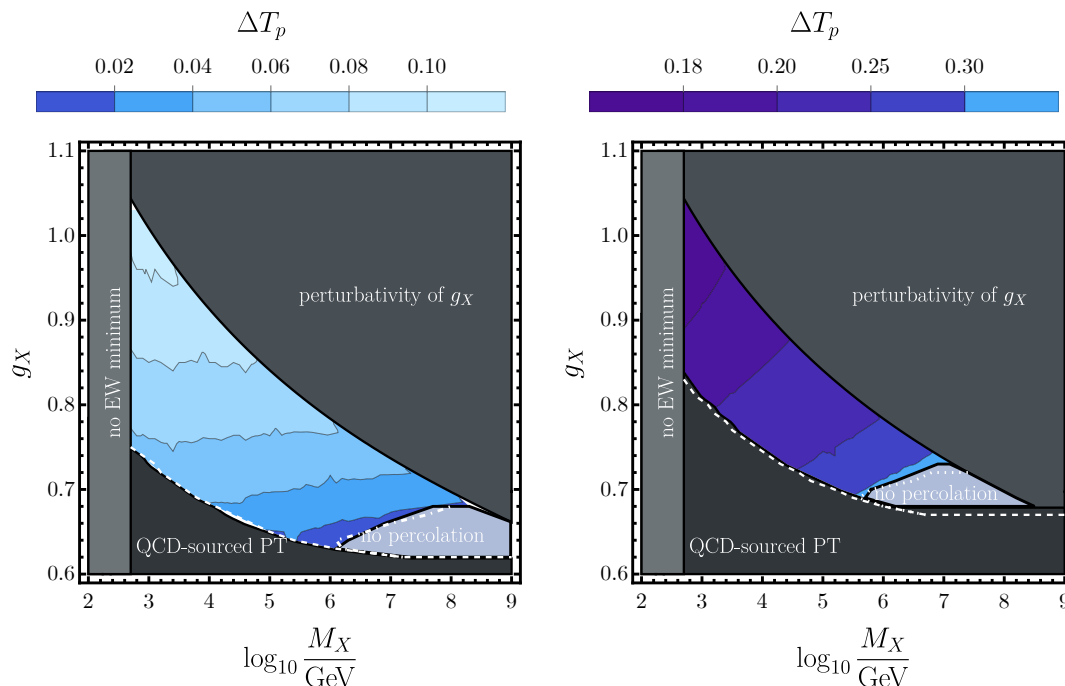 ΔT_p
0.02 0.04 0.06 0.08 0.10
1.1
1.0
0.9
0.8
0.7
0.6
g_X
no EW minimum
perturbativity of g_X
no percolation
QCD-sourced PT
2 3 4 5 6 7 8 9
log₁₀ M_X/GeV
ΔT_p
0.18 0.20 0.25 0.30
1.1
1.0
0.9
0.8
0.7
0.6
g_X
no EW minimum
perturbativity of g_X
no percolation
QCD-sourced PT
2 3 4 5 6 7 8 9
log₁₀ M_X/GeV